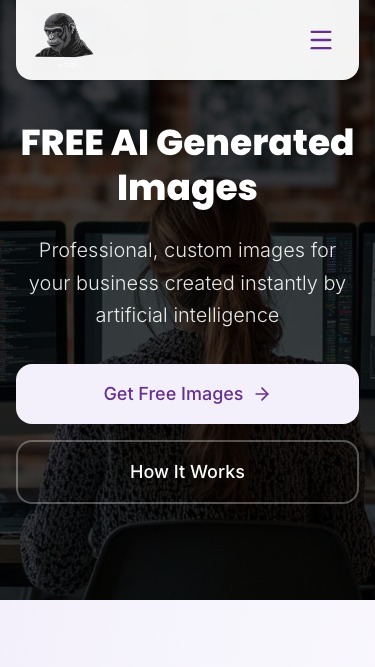 FREE AI Generated
Images
Professional, custom images for
your business created instantly by
artificial intelligence
Get Free Images
How It Works